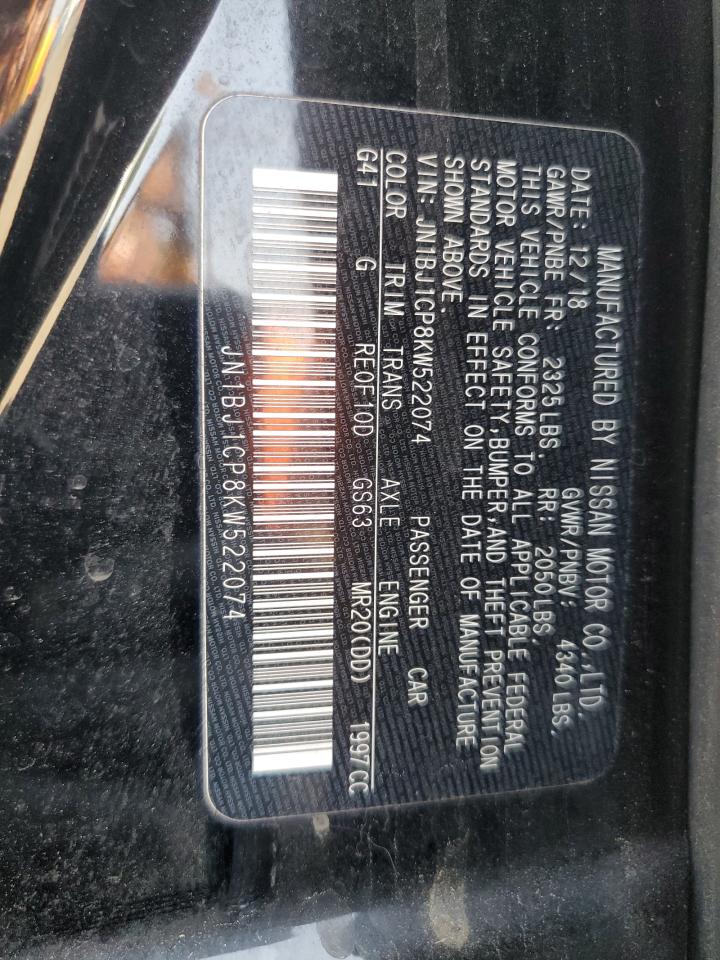 MANUFACTURED BY NISSAN MOTOR CO.,LTD.
DATE: 12/18 GVWR/PNBV: 4340 LBS.
GAWR/PNBE FR: 2325 LBS. RR: 2050 LBS.
THIS VEHICLE CONFORMS TO ALL APPLICABLE FEDERAL
MOTOR VEHICLE SAFETY,BUMPER,AND THEFT PREVENTION
STANDARDS IN EFFECT ON THE DATE OF MANUFACTURE
SHOWN ABOVE.
VIN: JN1BJ1CP8KW522074 PASSENGER CAR
COLOR TRIM TRANS AXLE ENGINE
G41 G RE0F10D GS63 MR20(DD) 1997CC
JN1BJ1CP8KW522074